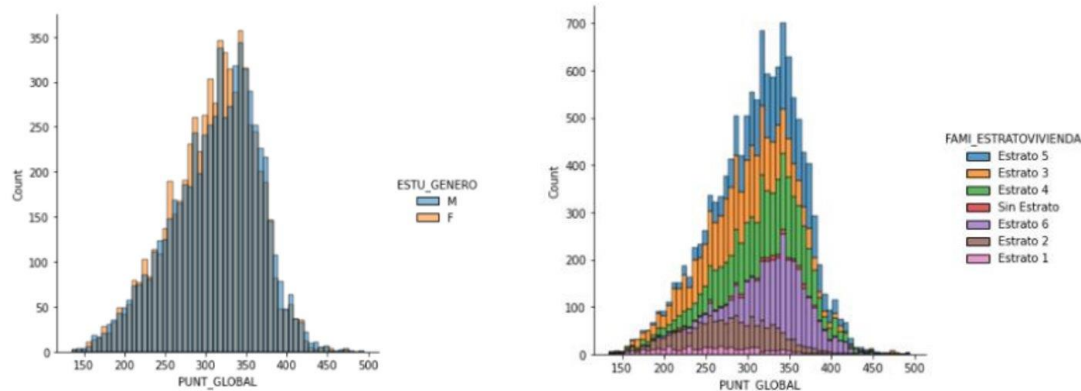 350
300
250
200
150
100
50
0
Count
150 200 250 300 350 400 450 500
PUNT_GLOBAL
ESTU_GENERO
M
F
700
600
500
400
300
200
100
0
Count
150 200 250 300 350 400 450 500
PUNT_GLOBAL
FAMI_ESTRATOVIVIENDA
Estrato 5
Estrato 3
Estrato 4
Sin Estrato
Estrato 6
Estrato 2
Estrato 1